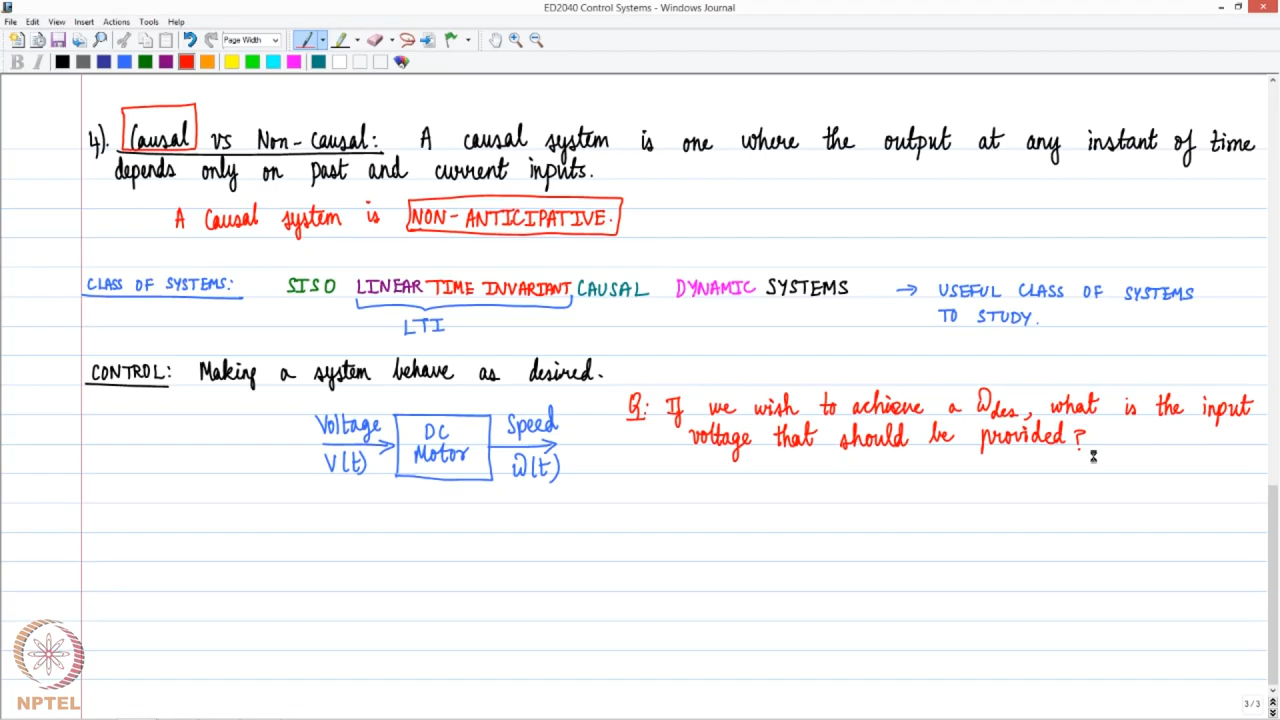 ED2040 Control Systems - Windows Journal
File Edit View Insert Actions Tools Help
Page Width
B I
4). Causal vs Non-Causal: A causal system is one where the output at any instant of time
depends only on past and current inputs.
A Causal system is NON-ANTICIPATIVE.
CLASS OF SYSTEMS: SISO LINEAR TIME INVARIANT CAUSAL DYNAMIC SYSTEMS → USEFUL CLASS OF SYSTEMS
TO STUDY.
LTI
CONTROL: Making a system behave as desired.
Voltage
V(t)
DC
Motor
Speed
ω(t)
Q: If we wish to achieve a ωdes, what is the input
voltage that should be provided?
NPTEL
3 / 3